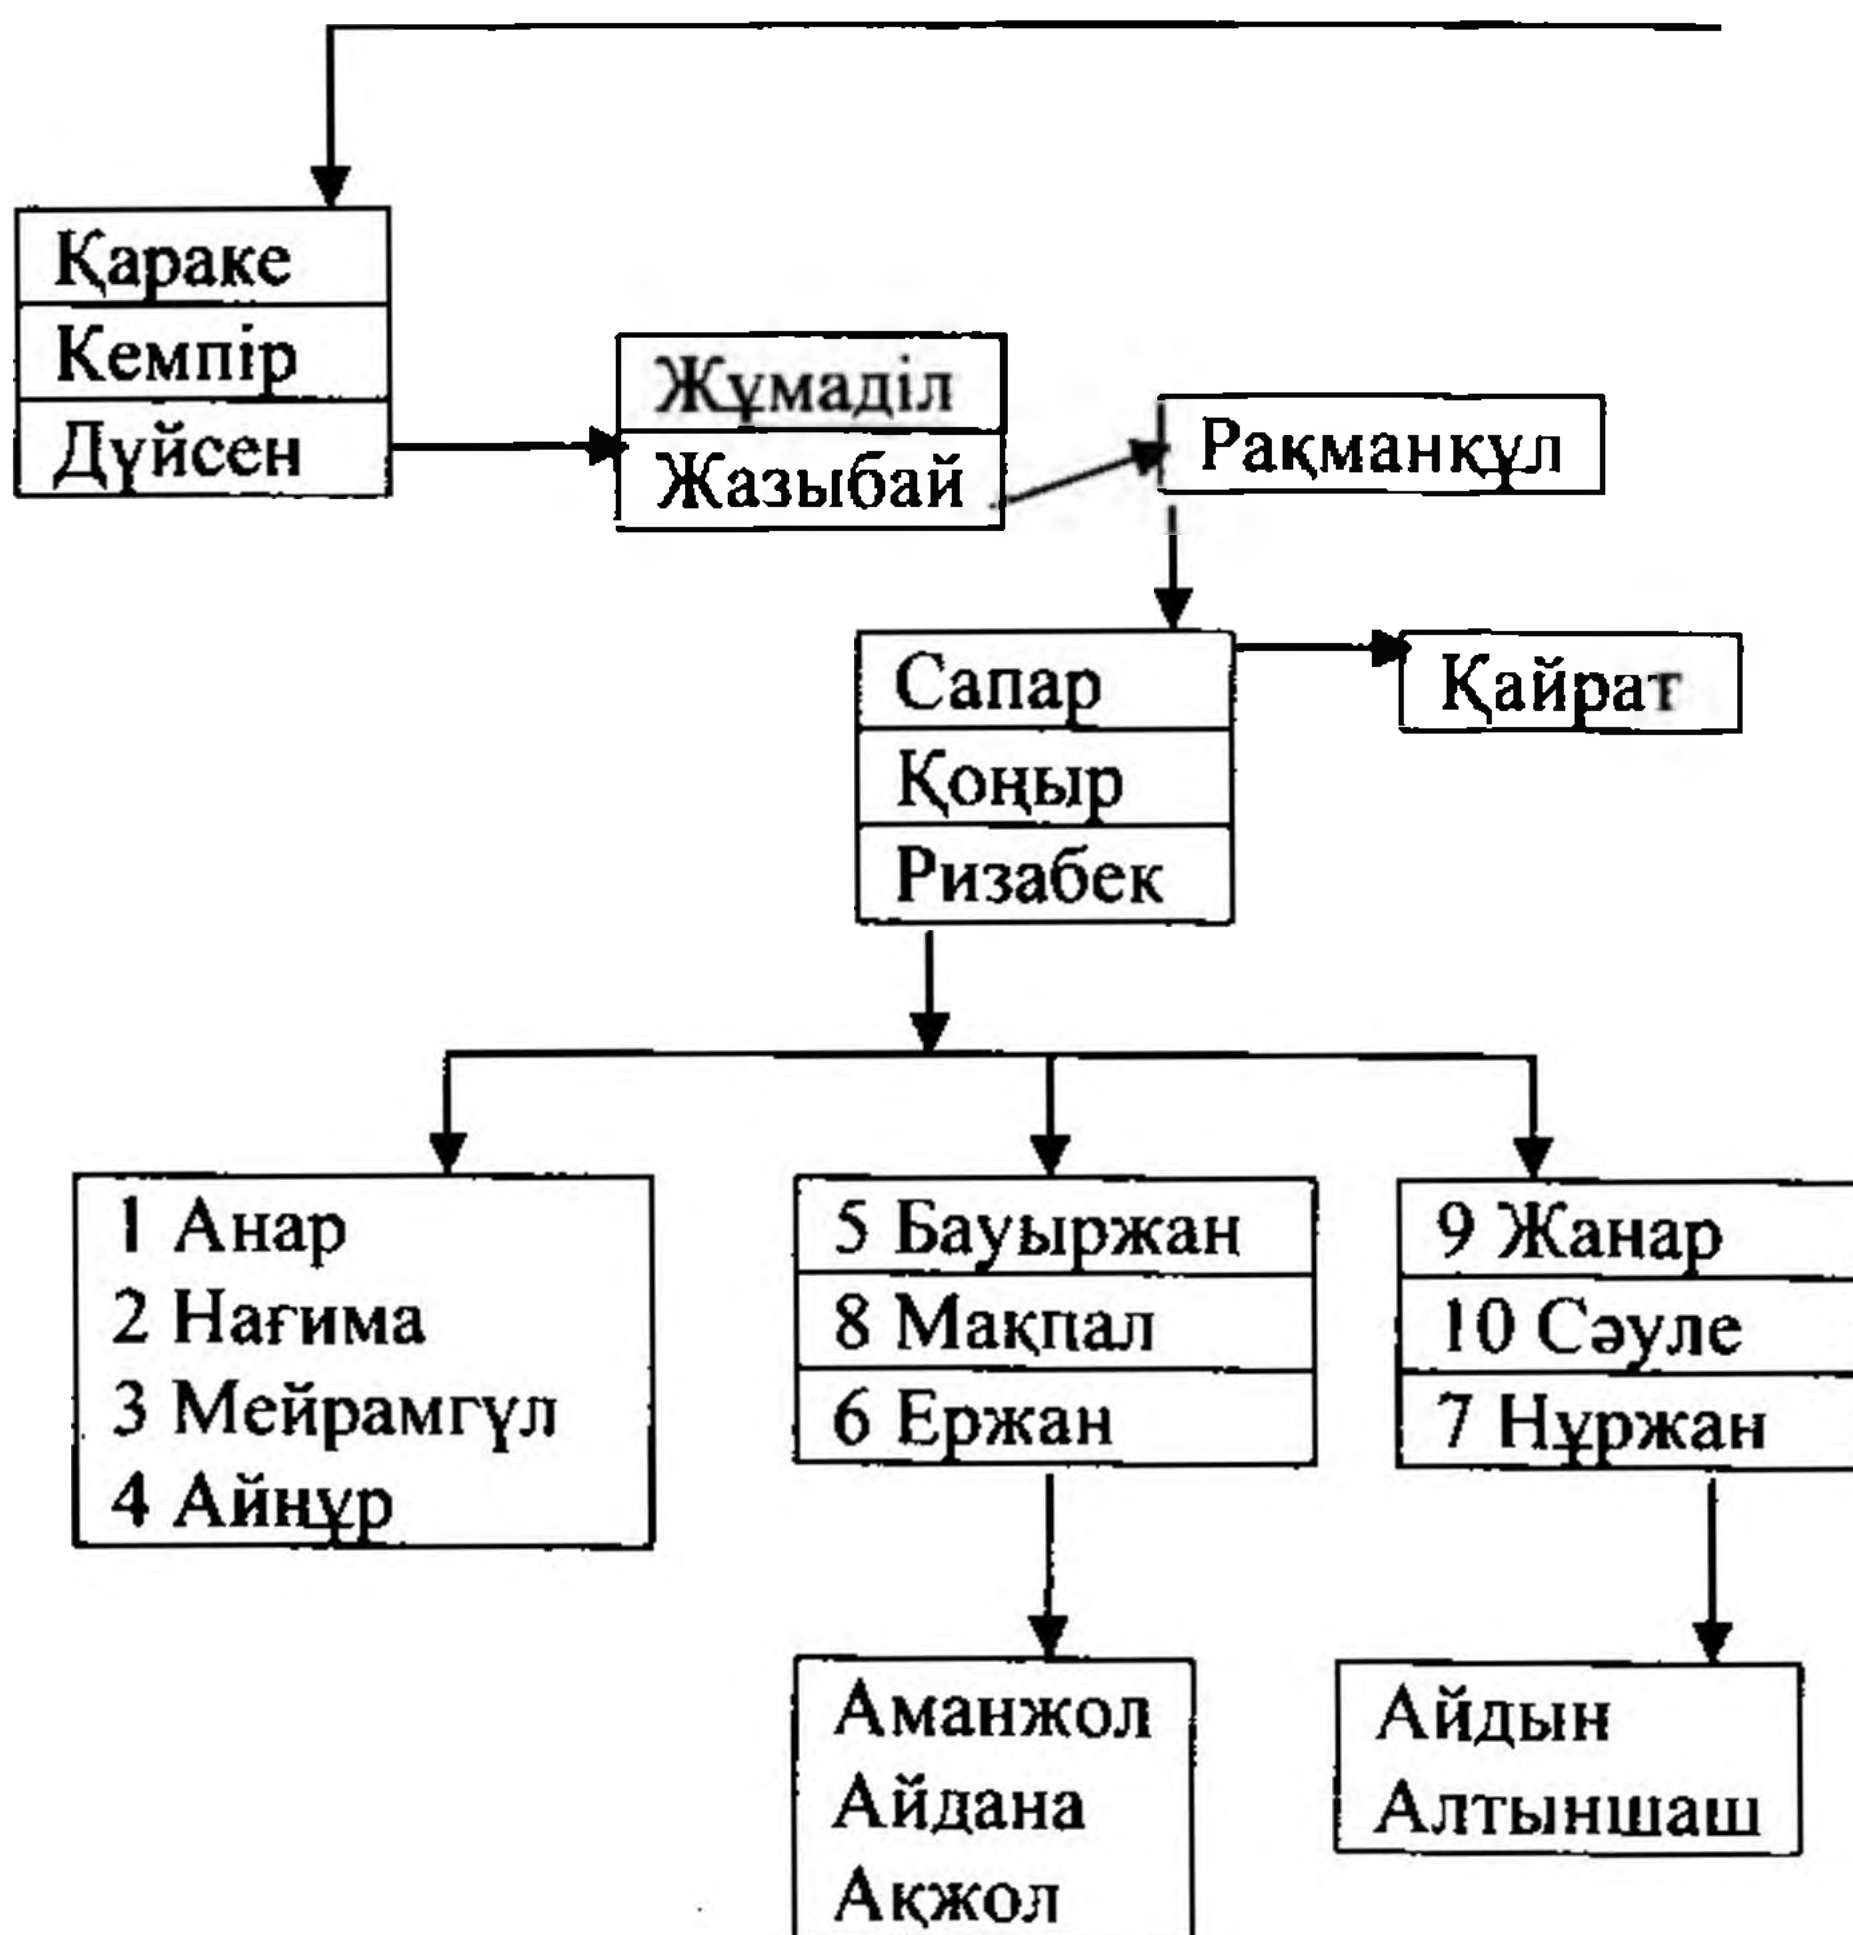 Қараке
Кемпір
Дүйсен
Жұмаділ
Жазыбай
Рақманқұл
Сапар
Қоңыр
Ризабек
Қайрат
1 Анар
2 Нағима
3 Мейрамгүл
4 Айнұр
5 Бауыржан
8 Мақпал
6 Ержан
9 Жанар
10 Сәуле
7 Нұржан
Аманжол
Айдана
Ақжол
Айдын
Алтыншаш